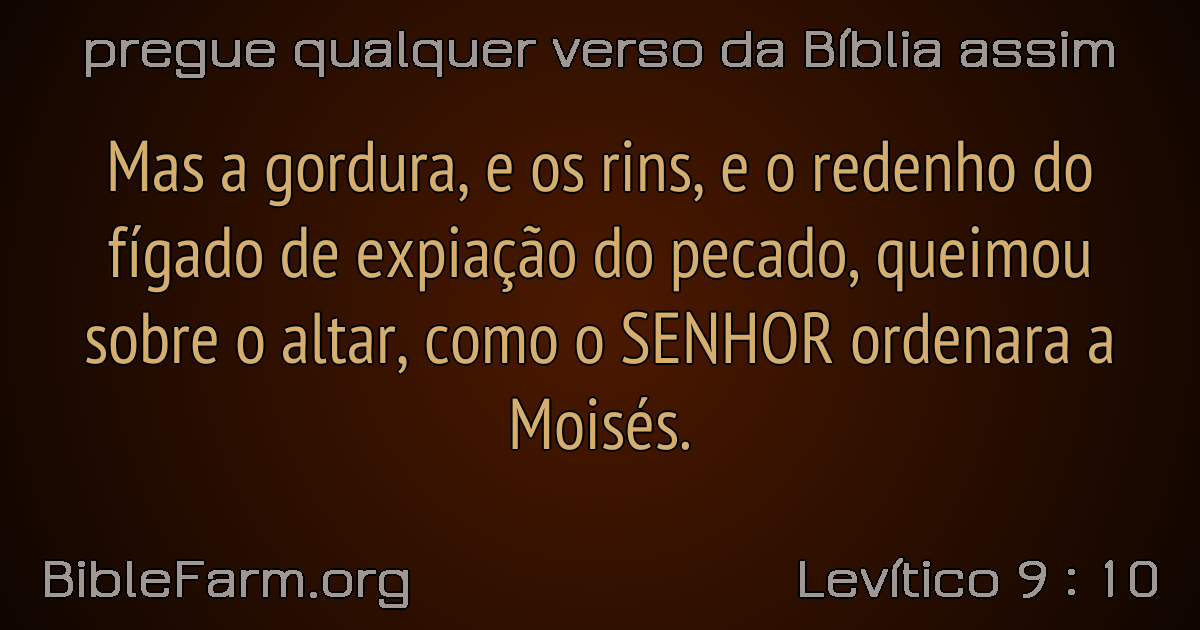 pregue qualquer verso da Bíblia assim
Mas a gordura, e os rins, e o redenho do
fígado de expiação do pecado, queimou
sobre o altar, como o SENHOR ordenara a
Moisés.
BibleFarm.org
Levítico 9 : 10